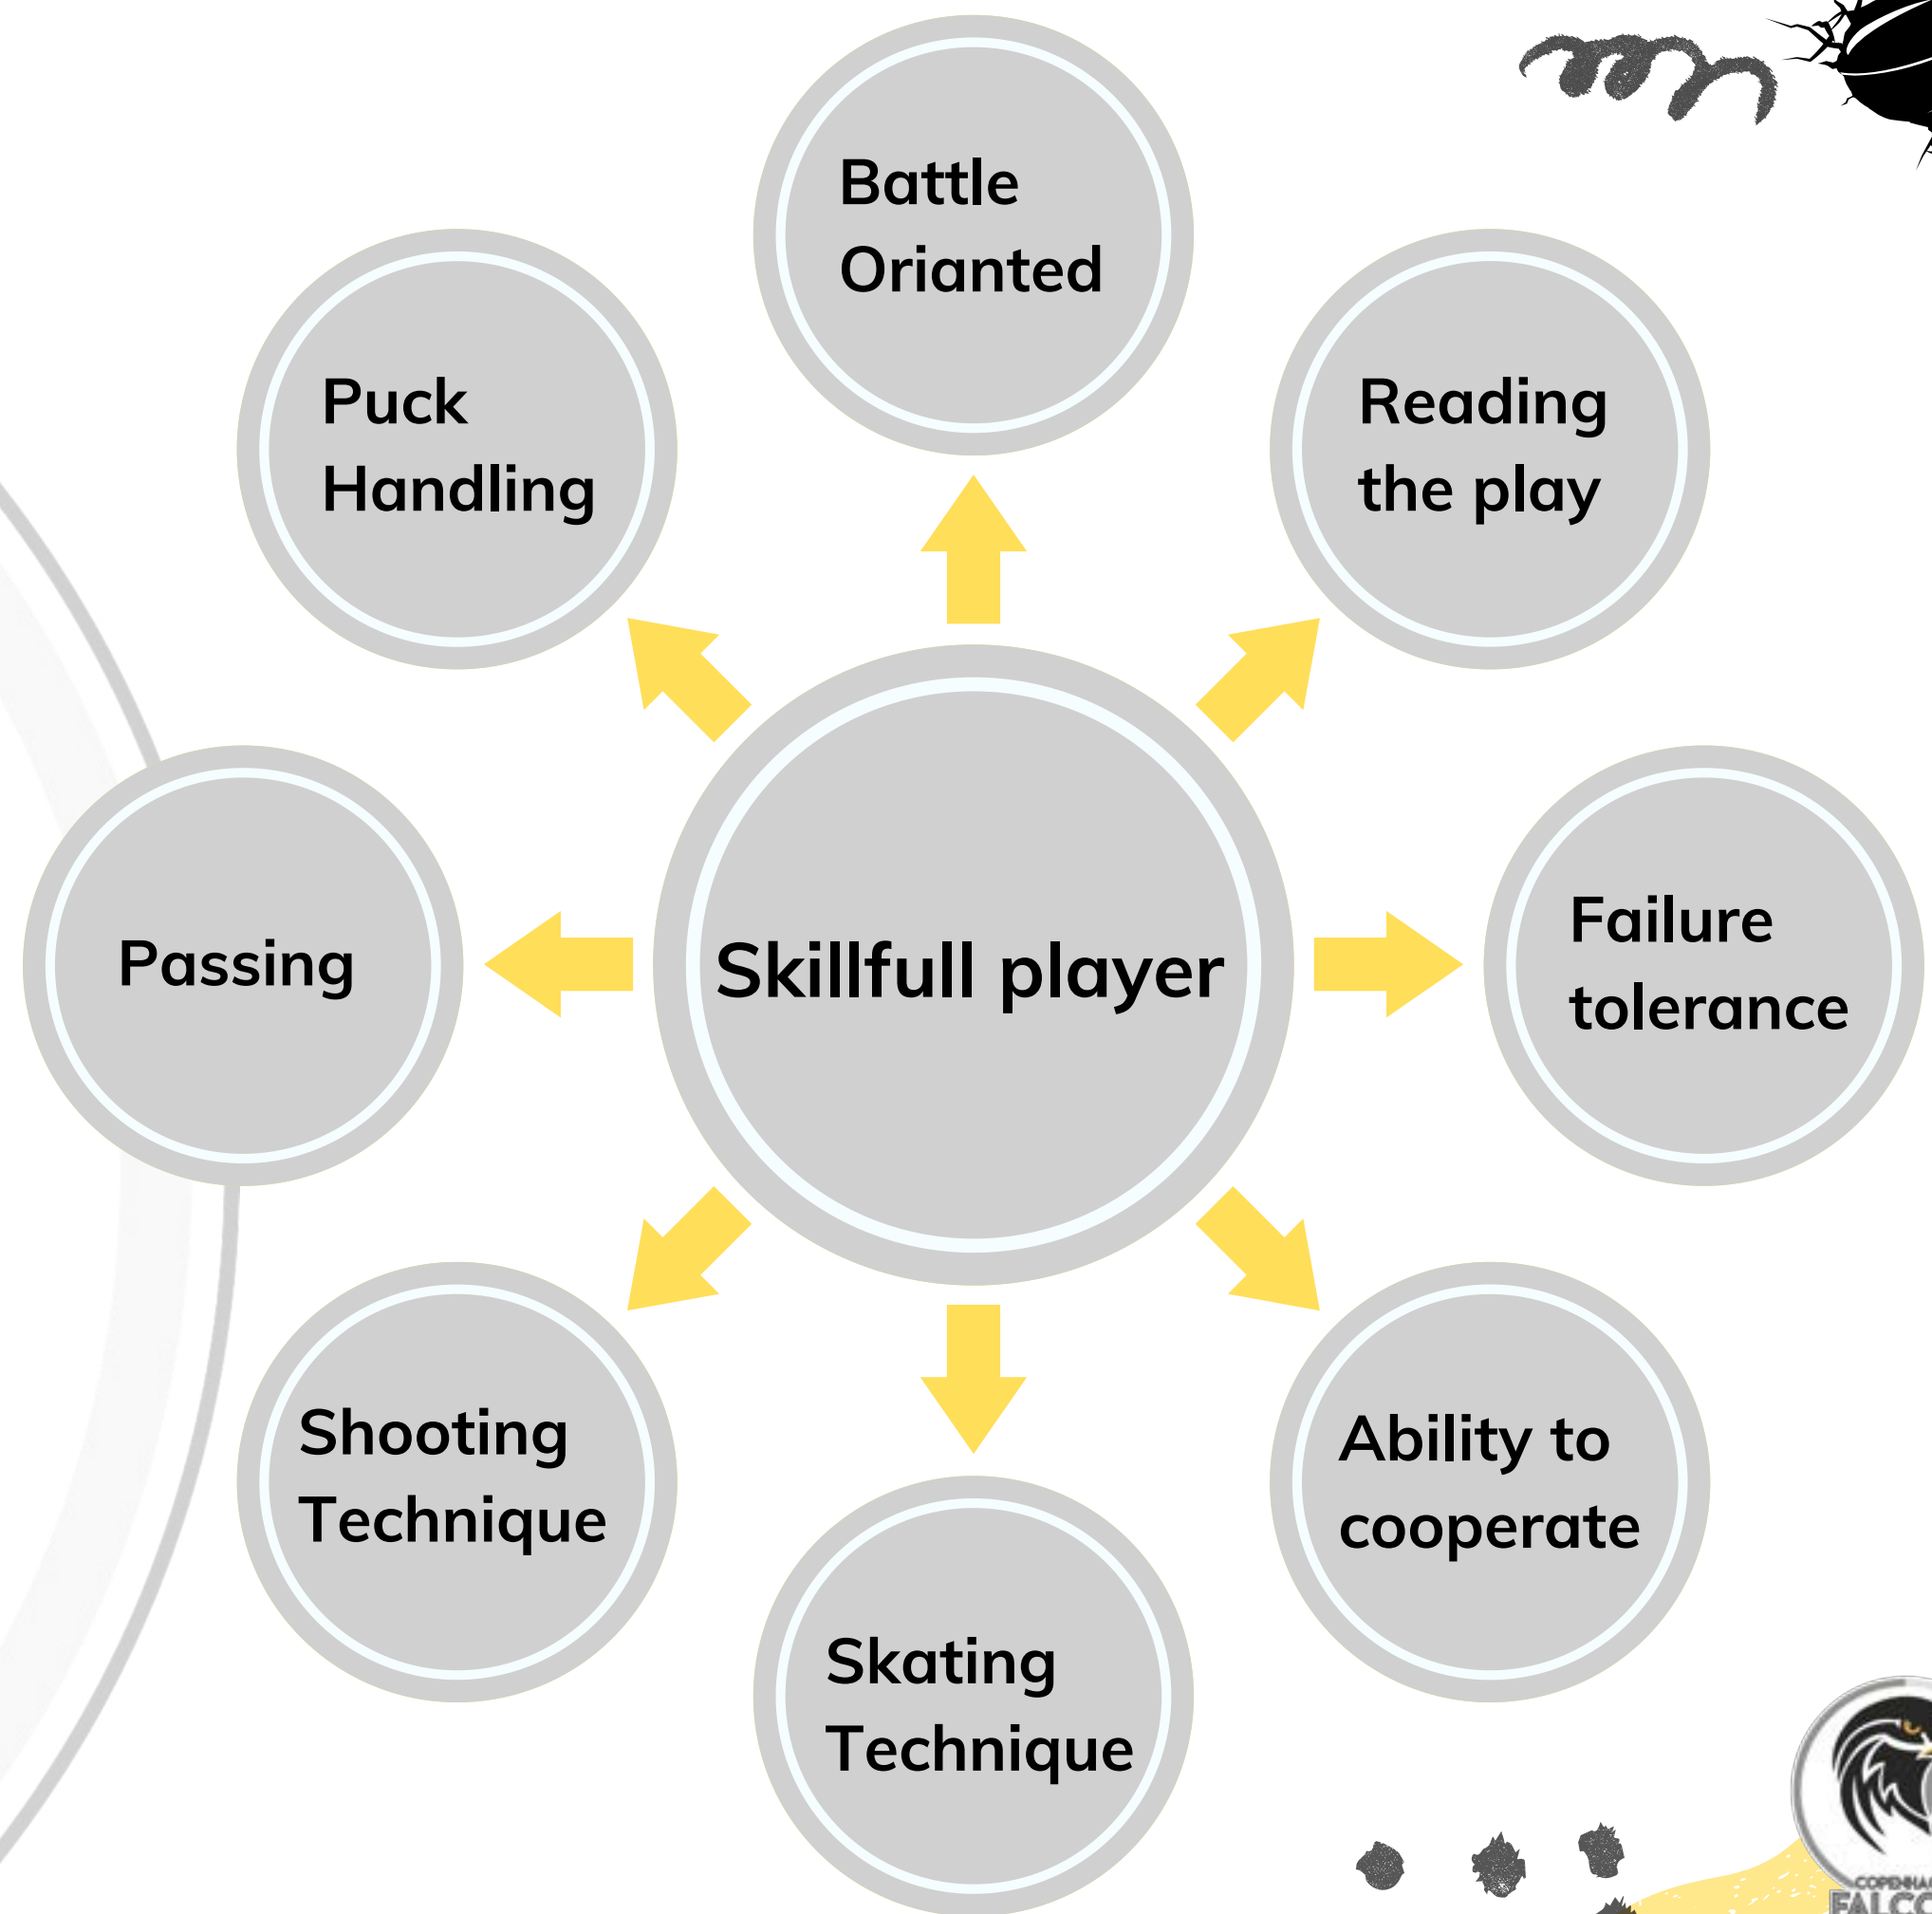 Battle
Orianted
Puck
Handling
Reading
the play
Passing
Skillfull player
Failure
tolerance
Shooting
Technique
Ability to
cooperate
Skating
Technique